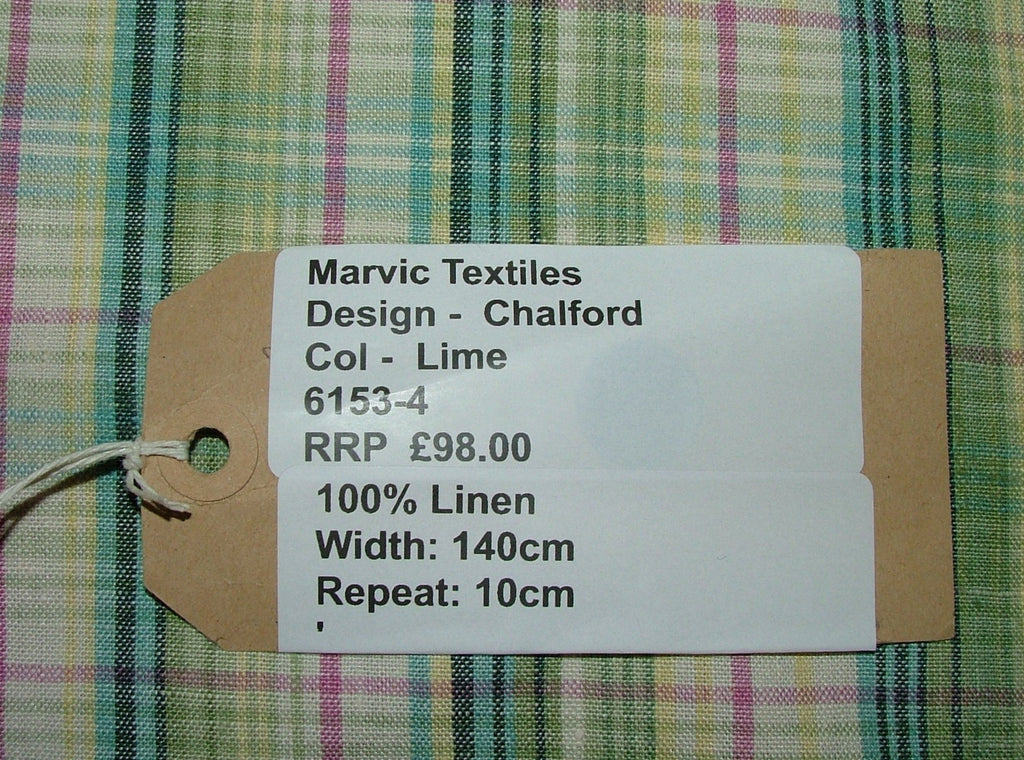 Marvic Textiles
Design - Chalford
Col - Lime
6153-4
RRP £98.00
100% Linen
Width: 140cm
Repeat: 10cm
'